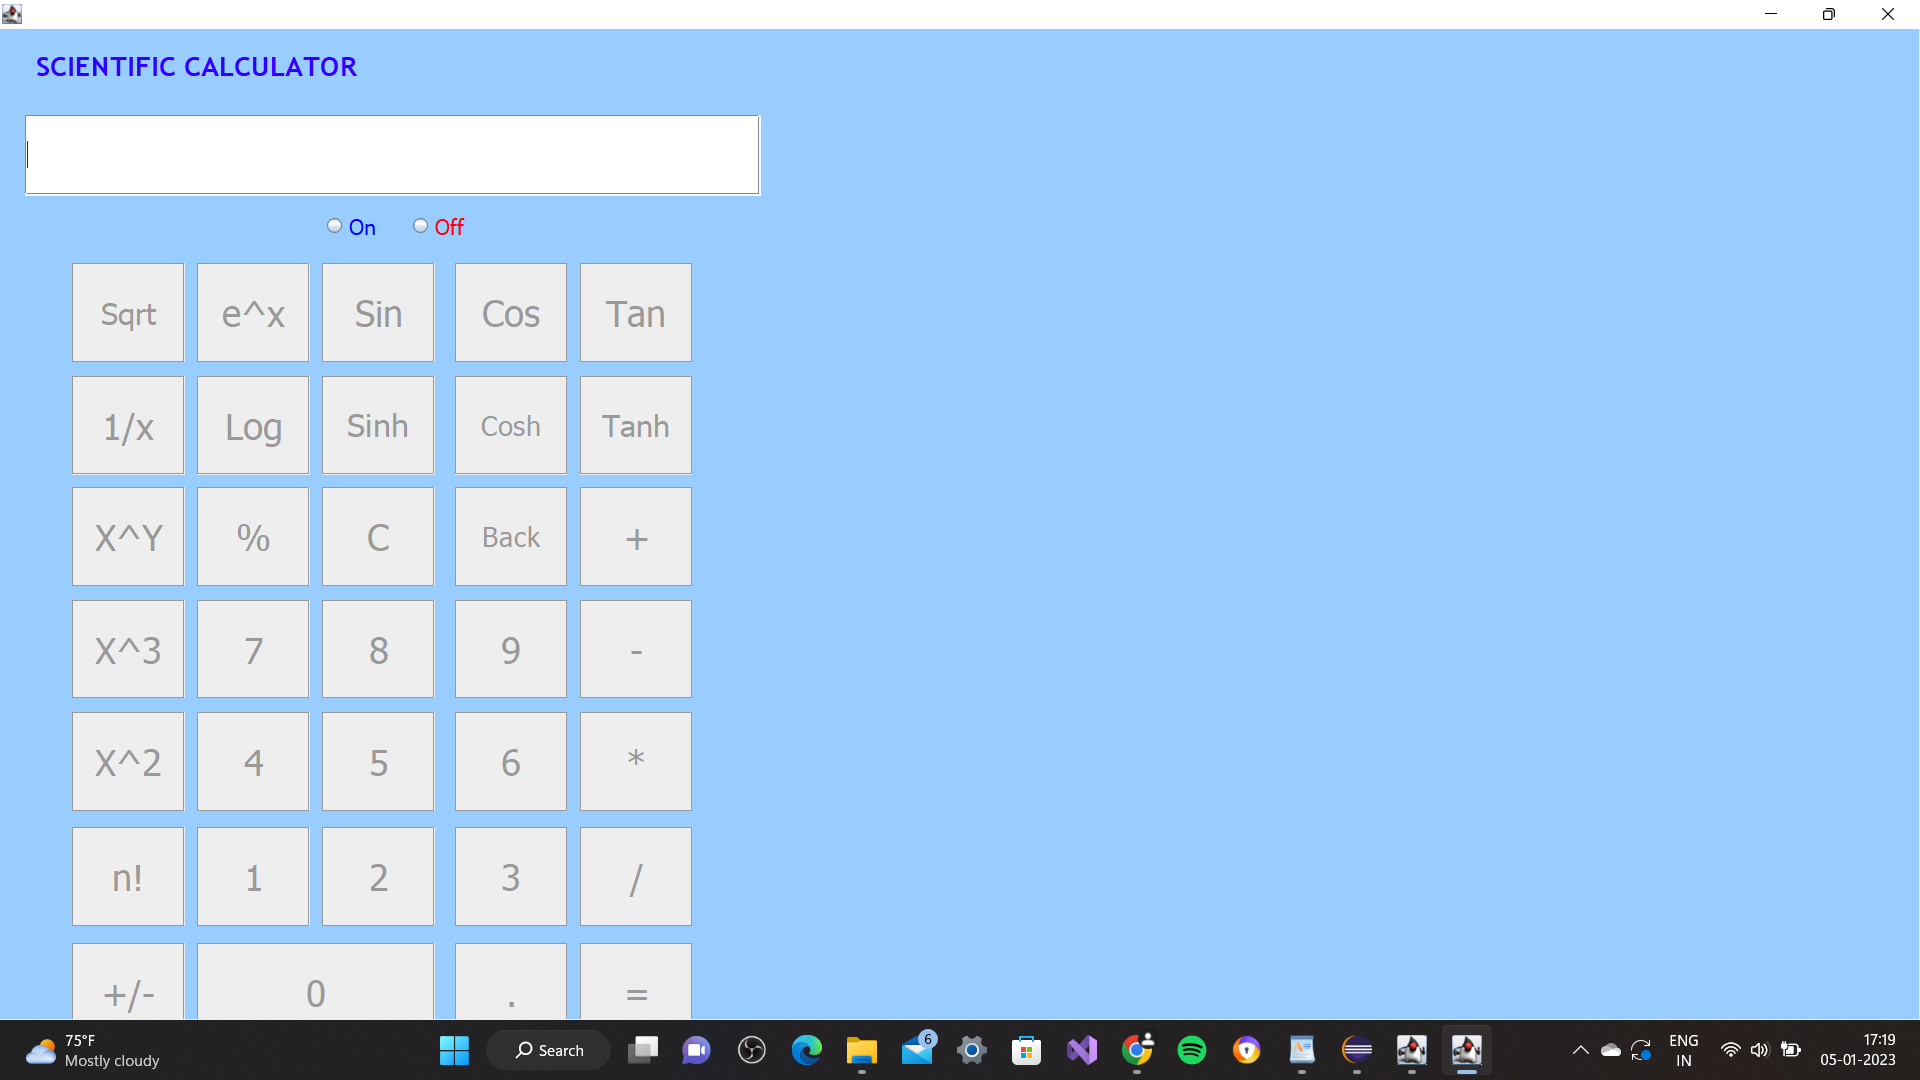 SCIENTIFIC CALCULATOR
On Off
Sqrt e^x Sin Cos Tan
1/x Log Sinh Cosh Tanh
X^Y % C Back +
X^3 7 8 9 -
X^2 4 5 6 *
n! 1 2 3 /
+/- 0 . =
75°F
Mostly cloudy
Search
6
ENG
IN
17:19
05-01-2023